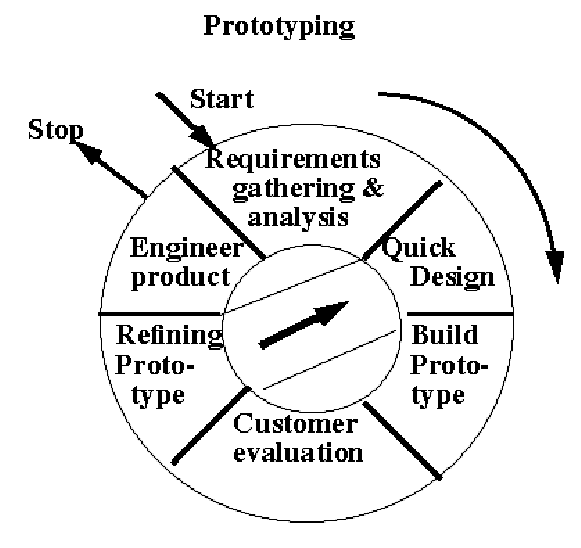 Prototyping
Start
Stop
Requirements
gathering &
analysis
Quick
Design
Build
Proto-
type
Customer
evaluation
Refining
Proto-
type
Engineer
product